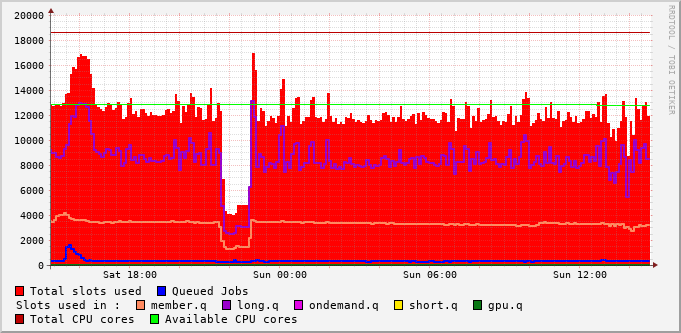 20000
18000
16000
14000
12000
10000
8000
6000
4000
2000
0
Sat 18:00 Sun 00:00 Sun 06:00 Sun 12:00
RRDTOOL / TOBI OETIKER
Total slots used Queued Jobs
Slots used in : member.q long.q ondemand.q short.q gpu.q
Total CPU cores Available CPU cores